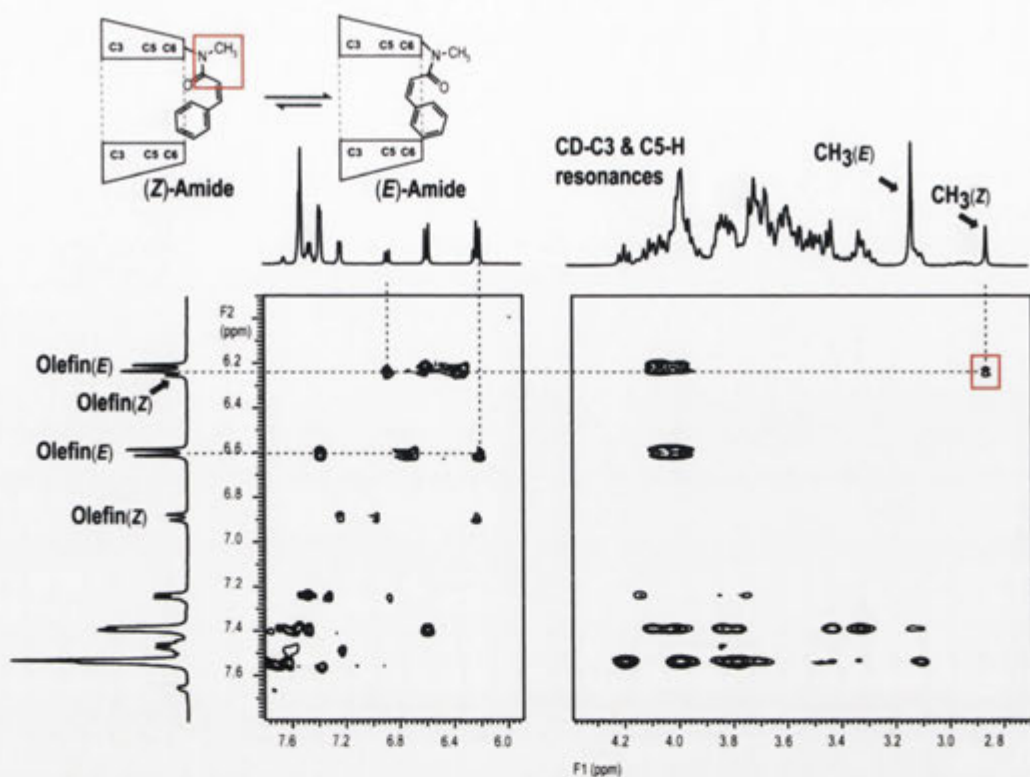 C3 C5 C6 N CH₃
O
C3 C5 C6
(Z)-Amide
C3 C5 C6 N CH₃
O
C3 C5 C6
(E)-Amide
CD-C3 & C5-H
resonances
CH₃(E)
CH₃(Z)
F2
(ppm)
Olefin(E)
Olefin(Z)
Olefin(E)
Olefin(Z)
6.2
6.4
6.6
6.8
7.0
7.2
7.4
7.6
7.6 7.2 6.8 6.4 6.0
4.2 4.0 3.8 3.6 3.4 3.2 3.0 2.8
F1 (ppm)